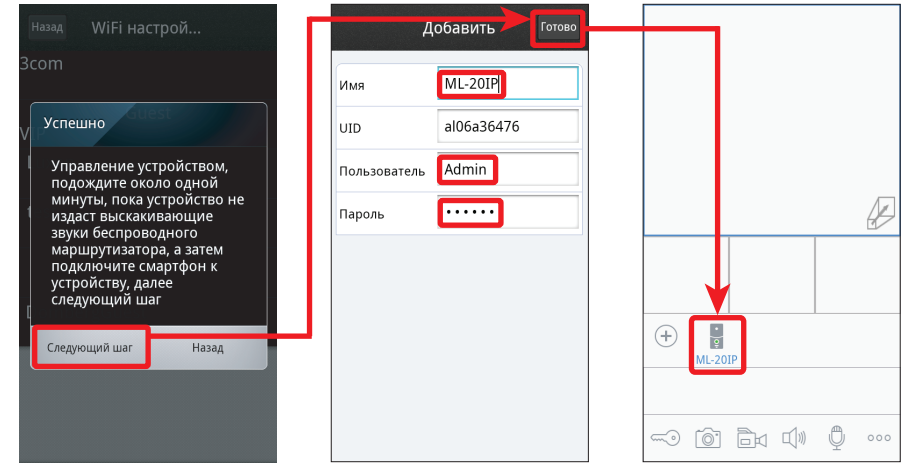 Назад
WiFi настрой...
3com
Guest-
Успешно
Управление устройством,
подождите около одной
минуты, пока устройство не
издаст выскакивающие
звуки беспроводного
маршрутизатора, а затем
подключите смартфон к
устройству, далее
следующий шаг
Следующий шаг
Назад
Добавить
Готово
Имя
ML-20IP
UID
al06a36476
Пользователь
Admin
Пароль
••••••
ML-20IP